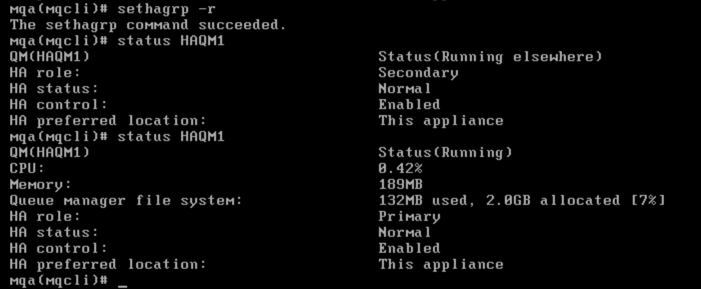 mqa(mqcli)# sethagrp -r
The sethagrp command succeeded.
mqa(mqcli)# status HAQM1
QM(HAQM1) Status(Running elsewhere)
HA role: Secondary
HA status: Normal
HA control: Enabled
HA preferred location: This appliance
mqa(mqcli)# status HAQM1
QM(HAQM1) Status(Running)
CPU: 0.42%
Memory: 189MB
Queue manager file system: 132MB used, 2.0GB allocated [7%]
HA role: Primary
HA status: Normal
HA control: Enabled
HA preferred location: This appliance
mqa(mqcli)# _